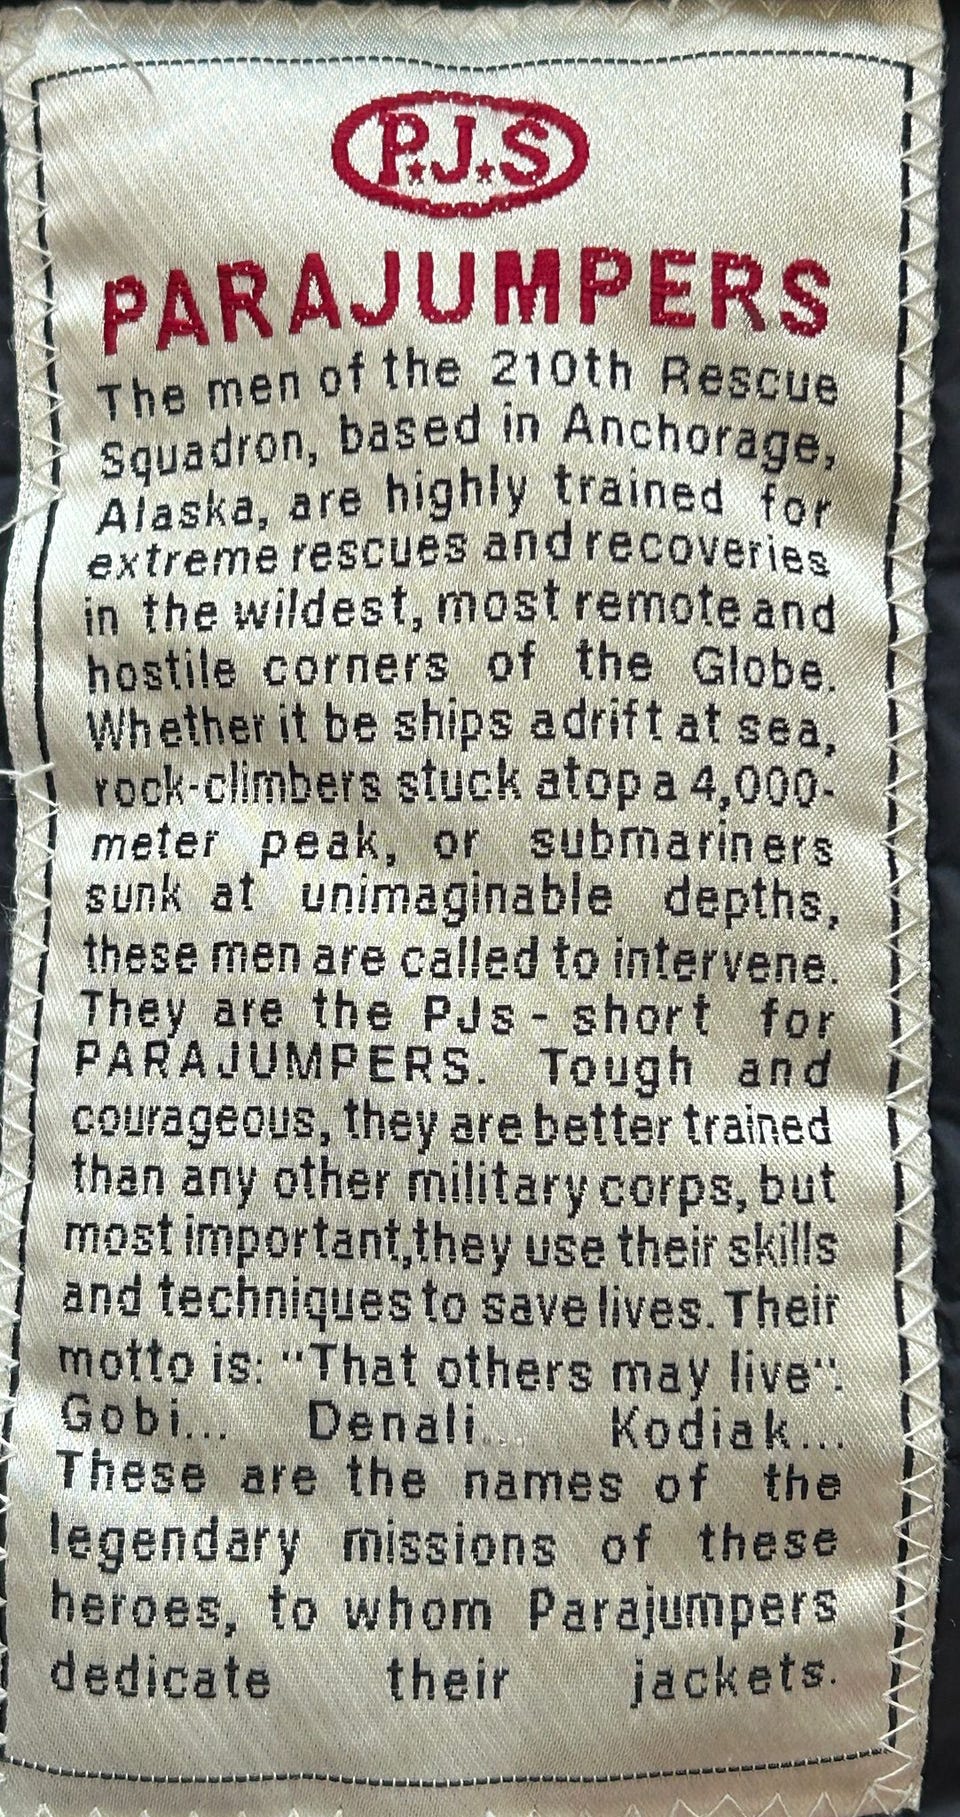 P.J.S
PARAJUMPERS
The men of the 210th Rescue
Squadron, based in Anchorage,
Alaska, are highly trained for
extreme rescues and recoveries
in the wildest, most remote and
hostile corners of the Globe.
Whether it be ships adrift at sea,
rock-climbers stuck atop a 4,000-
meter peak, or submariners
sunk at unimaginable depths,
these men are called to intervene.
They are the PJs - short for
PARAJUMPERS. Tough and
courageous, they are better trained
than any other military corps, but
most important,they use their skills
and techniques to save lives. Their
motto is: "That others may live":
Gobi... Denali... Kodiak...
These are the names of the
legendary missions of these
heroes, to whom Parajumpers
dedicate their jackets.